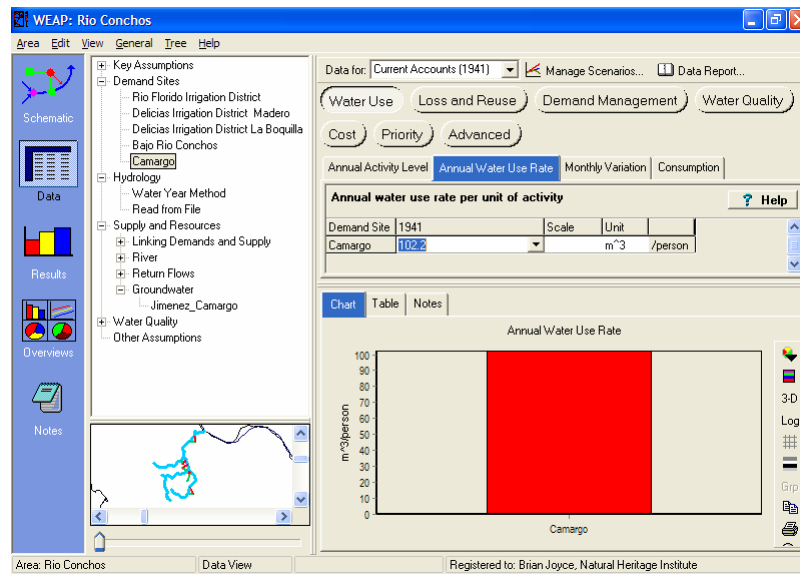 WEAP: Rio Conchos
Area Edit View General Tree Help
Schematic
Data
Results
Overviews
Notes
Key Assumptions
Demand Sites
Rio Florido Irrigation District
Delicias Irrigation District Madero
Delicias Irrigation District La Boquilla
Bajo Rio Conchos
Camargo
Hydrology
Water Year Method
Read from File
Supply and Resources
Linking Demands and Supply
River
Return Flows
Groundwater
Jimenez_Camargo
Water Quality
Other Assumptions
Data for: Current Accounts (1941) Manage Scenarios... Data Report...
Water Use Loss and Reuse Demand Management Water Quality
Cost Priority Advanced
Annual Activity Level Annual Water Use Rate Monthly Variation Consumption
Annual water use rate per unit of activity ? Help
Demand Site 1941 Scale Unit
Camargo 102.2 m^3 /person
Chart Table Notes
Annual Water Use Rate
m^3/person
100
90
80
70
60
50
40
30
20
10
0
Camargo
3-D
Log
Grp
Area: Rio Conchos Data View Registered to: Brian Joyce, Natural Heritage Institute